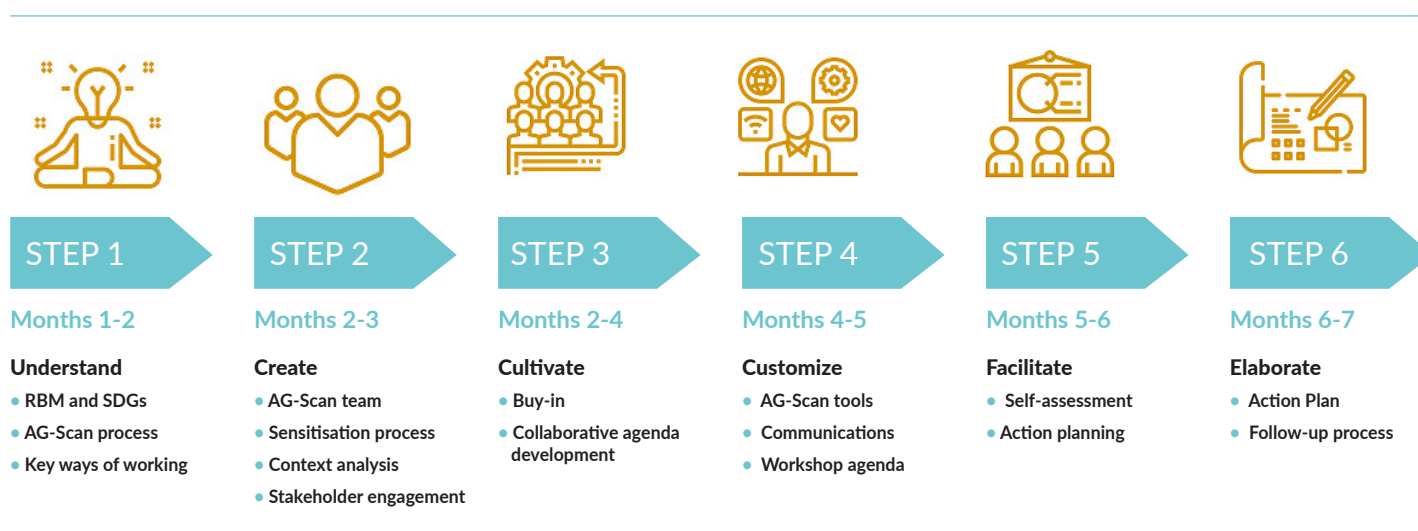 STEP 1
Months 1-2
Understand
• RBM and SDGs
• AG-Scan process
• Key ways of working
STEP 2
Months 2-3
Create
• AG-Scan team
• Sensitisation process
• Context analysis
• Stakeholder engagement
STEP 3
Months 2-4
Cultivate
• Buy-in
• Collaborative agenda
development
STEP 4
Months 4-5
Customize
• AG-Scan tools
• Communications
• Workshop agenda
STEP 5
Months 5-6
Facilitate
• Self-assessment
• Action planning
STEP 6
Months 6-7
Elaborate
• Action Plan
• Follow-up process